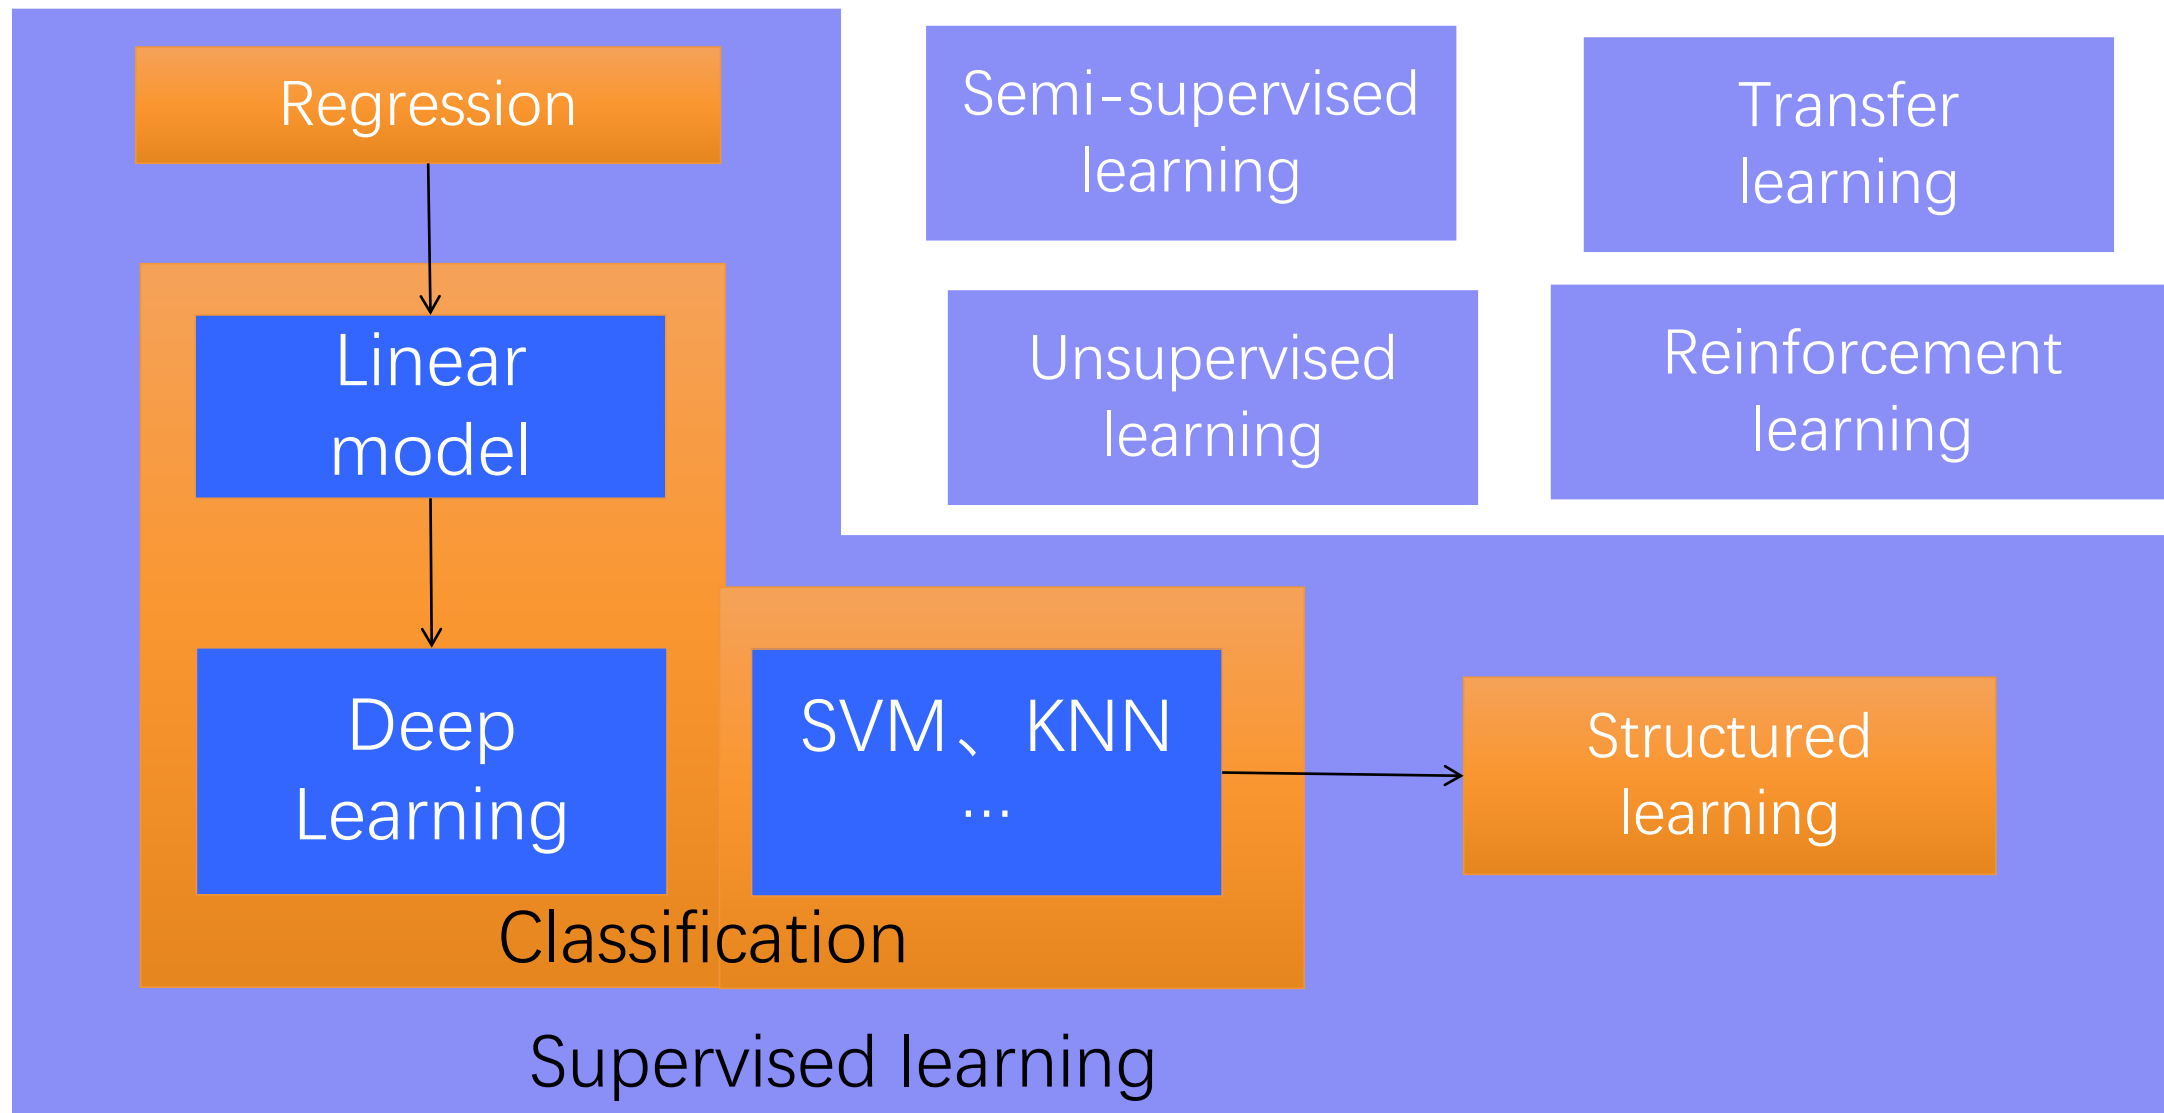 Regression
Semi-supervised
learning
Transfer
learning
Linear
model
Unsupervised
learning
Reinforcement
learning
Deep
Learning
SVM、KNN
...
Structured
learning
Classification
Supervised learning